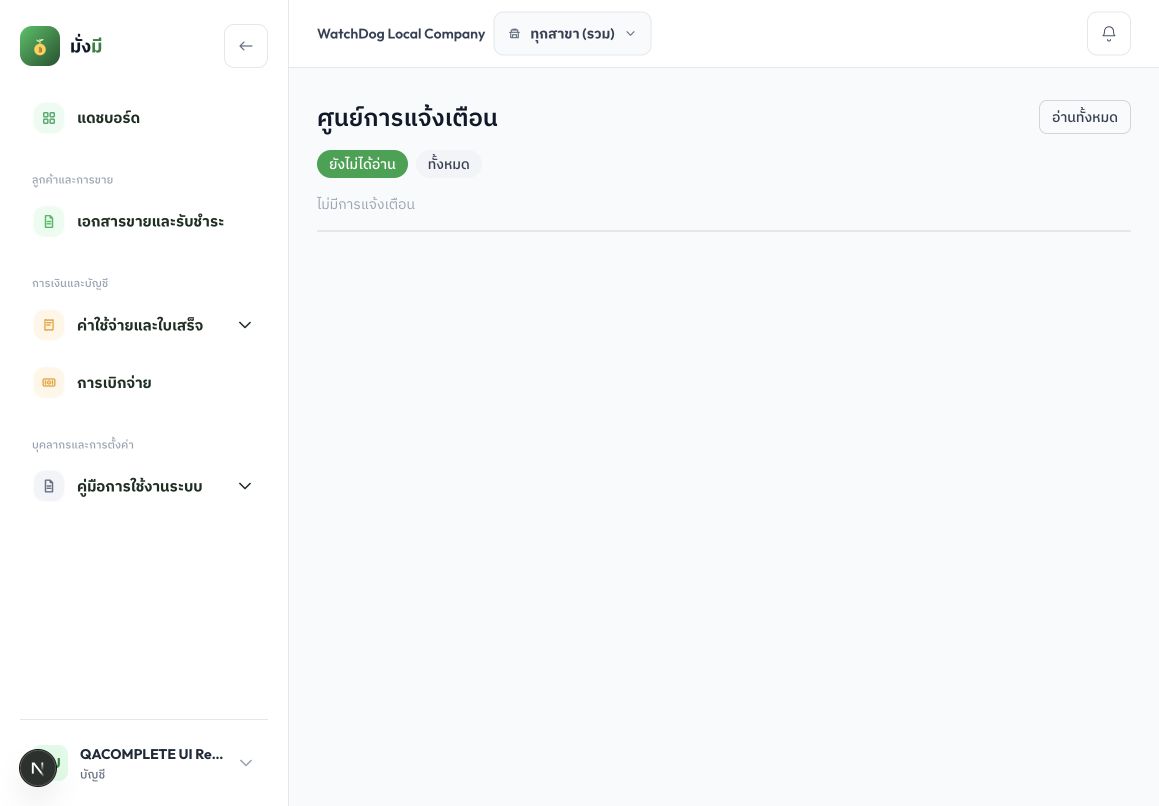 มั่งมี
แดชบอร์ด
ลูกค้าและการขาย
เอกสารขายและรับชำระ
การเงินและบัญชี
ค่าใช้จ่ายและใบเสร็จ
การเบิกจ่าย
บุคลากรและการตั้งค่า
คู่มือการใช้งานระบบ
N
QACOMPLETE UI Re...
บัญชี
WatchDog Local Company
ทุกสาขา (รวม)
ศูนย์การแจ้งเตือน
อ่านทั้งหมด
ยังไม่ได้อ่าน
ทั้งหมด
ไม่มีการแจ้งเตือน